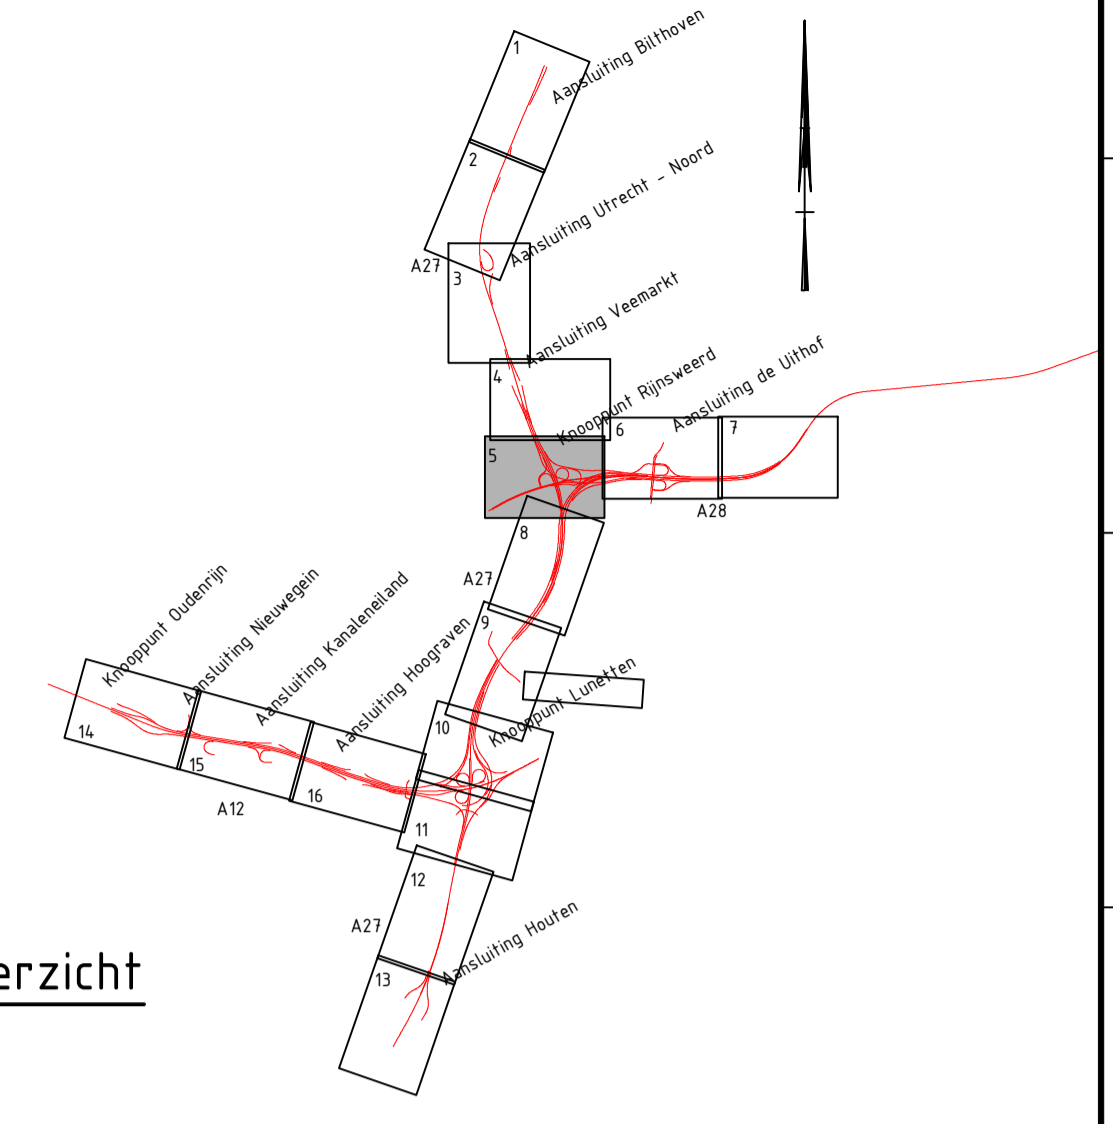 1
Aansluiting Bilthoven
2
Aansluiting Utrecht - Noord
A27
3
Aansluiting Veemarkt
4
Knooppunt Rijnsweerd
Aansluiting de Uithof
5
6
7
A28
8
A27
9
Knooppunt Oudenrijn
Aansluiting Nieuwegein
Aansluiting Kanaleneiland
Aansluiting Hoograven
Knooppunt Lunetten
10
14
15
16
A12
11
12
A27
Aansluiting Houten
13
erzicht